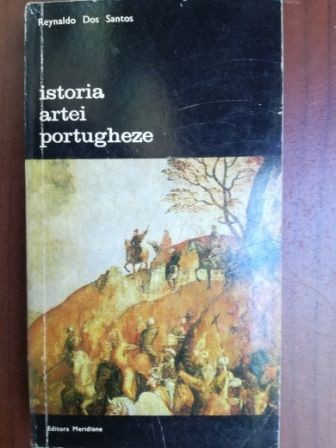 Reynaldo Dos Santos
istoria
artei
portugheze
Editura Meridiane